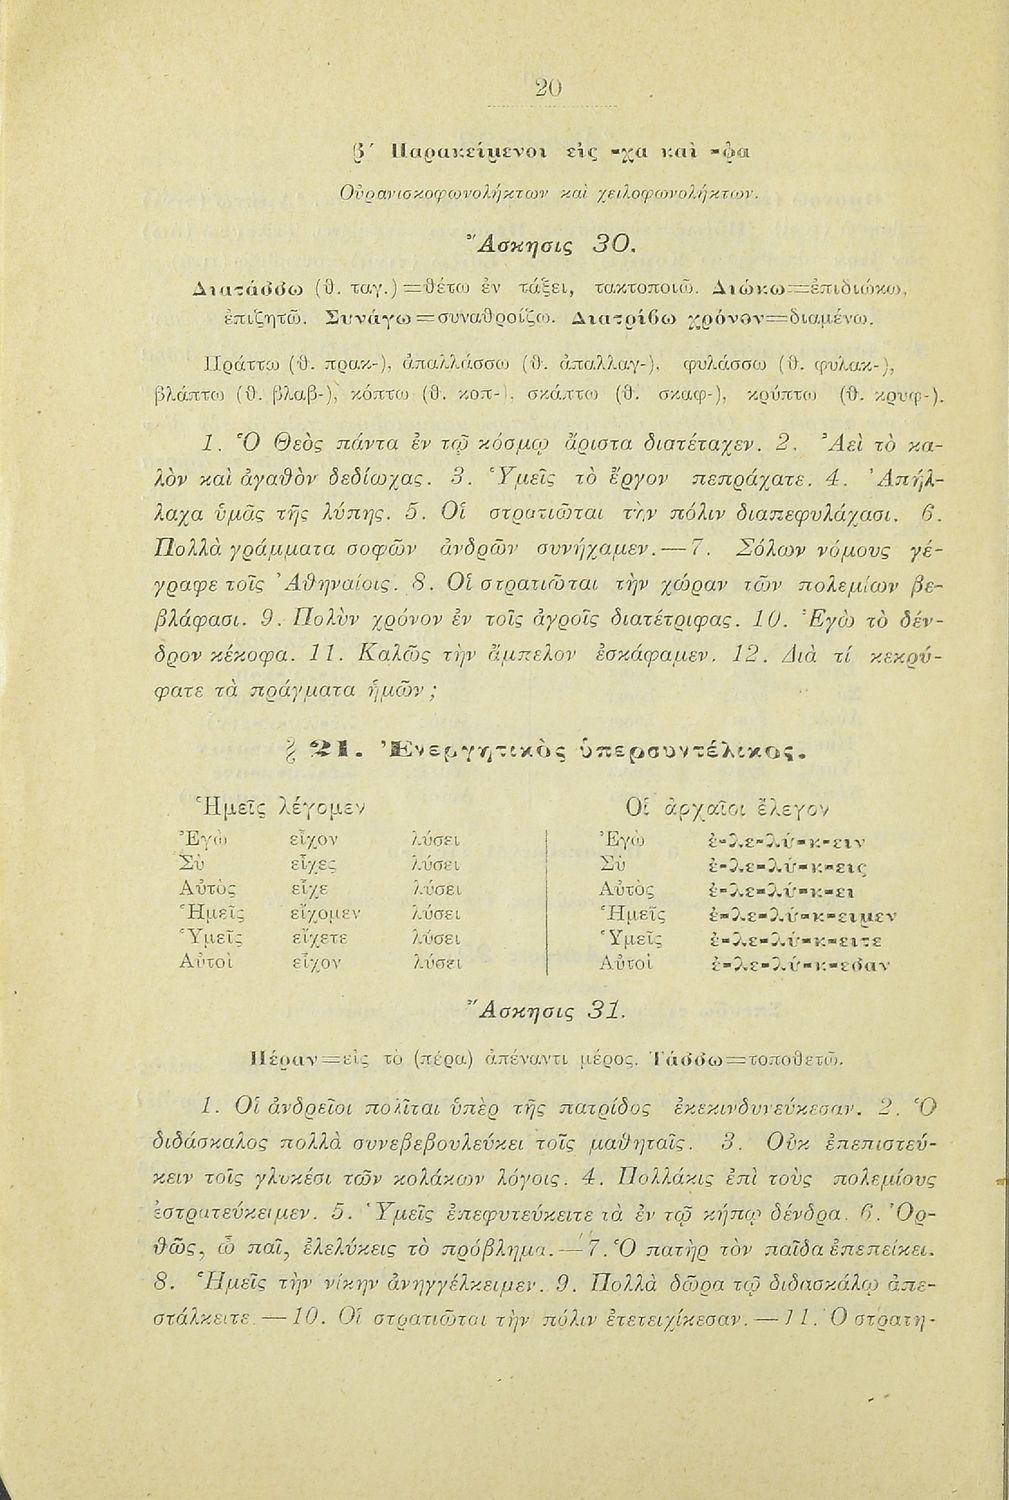 20
β΄ Παρακείμενοι εἰς -χα καὶ -φα
Οὐρανισκοφωνολήκτων καὶ χειλοφωνολήκτων.
Ἄσκησις 30.
Διατάσσω (θ. ταγ.)=θέτω ἐν τάξει, τακτοποιῶ. Διώκω=ἐπιδιώκω,
ἐπιζητῶ. Συνάγω=συναθροίζω. Διατρίβω χρόνον=διαμένω.
Πράττω (θ. πρακ-), ἀπαλλάσσω (θ. ἀπαλλαγ-), φυλάσσω (θ. φυλακ-),
βλάπτω (θ. βλαβ-), κόπτω (θ. κοπ-), σκάπτω (θ. σκαφ-), κρύπτω (θ. κρυφ-).
1. Ὁ Θεὸς πάντα ἐν τῷ κόσμῳ ἄριστα διατέταχεν. 2. Ἀεὶ τὸ κα-
λὸν καὶ ἀγαθὸν δεδίωχας. 3. Ὑμεῖς τὸ ἔργον πεπράχατε. 4. Ἀπήλ-
λαχα ὑμᾶς τῆς λύπης. 5. Οἱ στρατιῶται τὴν πόλιν διαπεφυλάχασι. 6.
Πολλὰ γράμματα σοφῶν ἀνδρῶν συνήχαμεν.—7. Σόλων νόμους γέ-
γραφε τοῖς Ἀθηναίοις. 8. Οἱ στρατιῶται τὴν χώραν τῶν πολεμίων βε-
βλάφασι. 9. Πολὺν χρόνον ἐν τοῖς ἀγροῖς διατέτριφας. 10. Ἐγὼ τὸ δέν-
δρον κέκοφα. 11. Καλῶς τὴν ἄμπελον ἐσκάφαμεν. 12. Διὰ τί κεκρύ-
φατε τὰ πράγματα ἡμῶν;
§ 21. Ἐνεργητικὸς ὑπερσυντέλικος.
Ἡμεῖς λέγομεν Οἱ ἀρχαῖοι ἔλεγον
Ἐγὼ εἶχον λύσει Ἐγὼ ἐ-λε-λύ-κ-ειν
Σὺ εἶχες λύσει Σὺ ἐ-λε-λύ-κ-εις
Αὐτὸς εἶχε λύσει Αὐτὸς ἐ-λε-λύ-κ-ει
Ἡμεῖς εἴχομεν λύσει Ἡμεῖς ἐ-λε-λύ-κ-ειμεν
Ὑμεῖς εἴχετε λύσει Ὑμεῖς ἐ-λε-λύ-κ-ειτε
Αὐτοὶ εἶχον λύσει Αὐτοὶ ἐ-λε-λύ-κ-εσαν
Ἄσκησις 31.
Πέραν=εἰς τὸ (πέρα) ἀπέναντι μέρος. Τάσσω=τοποθετῶ.
1. Οἱ ἀνδρεῖοι πολῖται ὑπὲρ τῆς πατρίδος ἐκεκινδυνεύκεσαν. 2. Ὁ
διδάσκαλος πολλὰ συνεβεβουλεύκει τοῖς μαθηταῖς. 3. Οὐκ ἐπεπιστεύ-
κειν τοῖς γλυκέσι τῶν κολάκων λόγοις. 4. Πολλάκις ἐπὶ τοὺς πολεμίους
ἐστρατεύκειμεν. 5. Ὑμεῖς ἐπεφυτεύκειτε τὰ ἐν τῷ κήπῳ δένδρα. 6. Ὀρ-
θῶς, ὦ παῖ, ἐλελύκεις τὸ πρόβλημα.—7. Ὁ πατὴρ τὸν παῖδα ἐπεπείκει.
8. Ἡμεῖς τὴν νίκην ἀνηγγέλκειμεν. 9. Πολλὰ δῶρα τῷ διδασκάλῳ ἀπε-
στάλκειτε.—10. Οἱ στρατιῶται τὴν πόλιν ἐτετειχίκεσαν.—11. Ὁ στρατη-